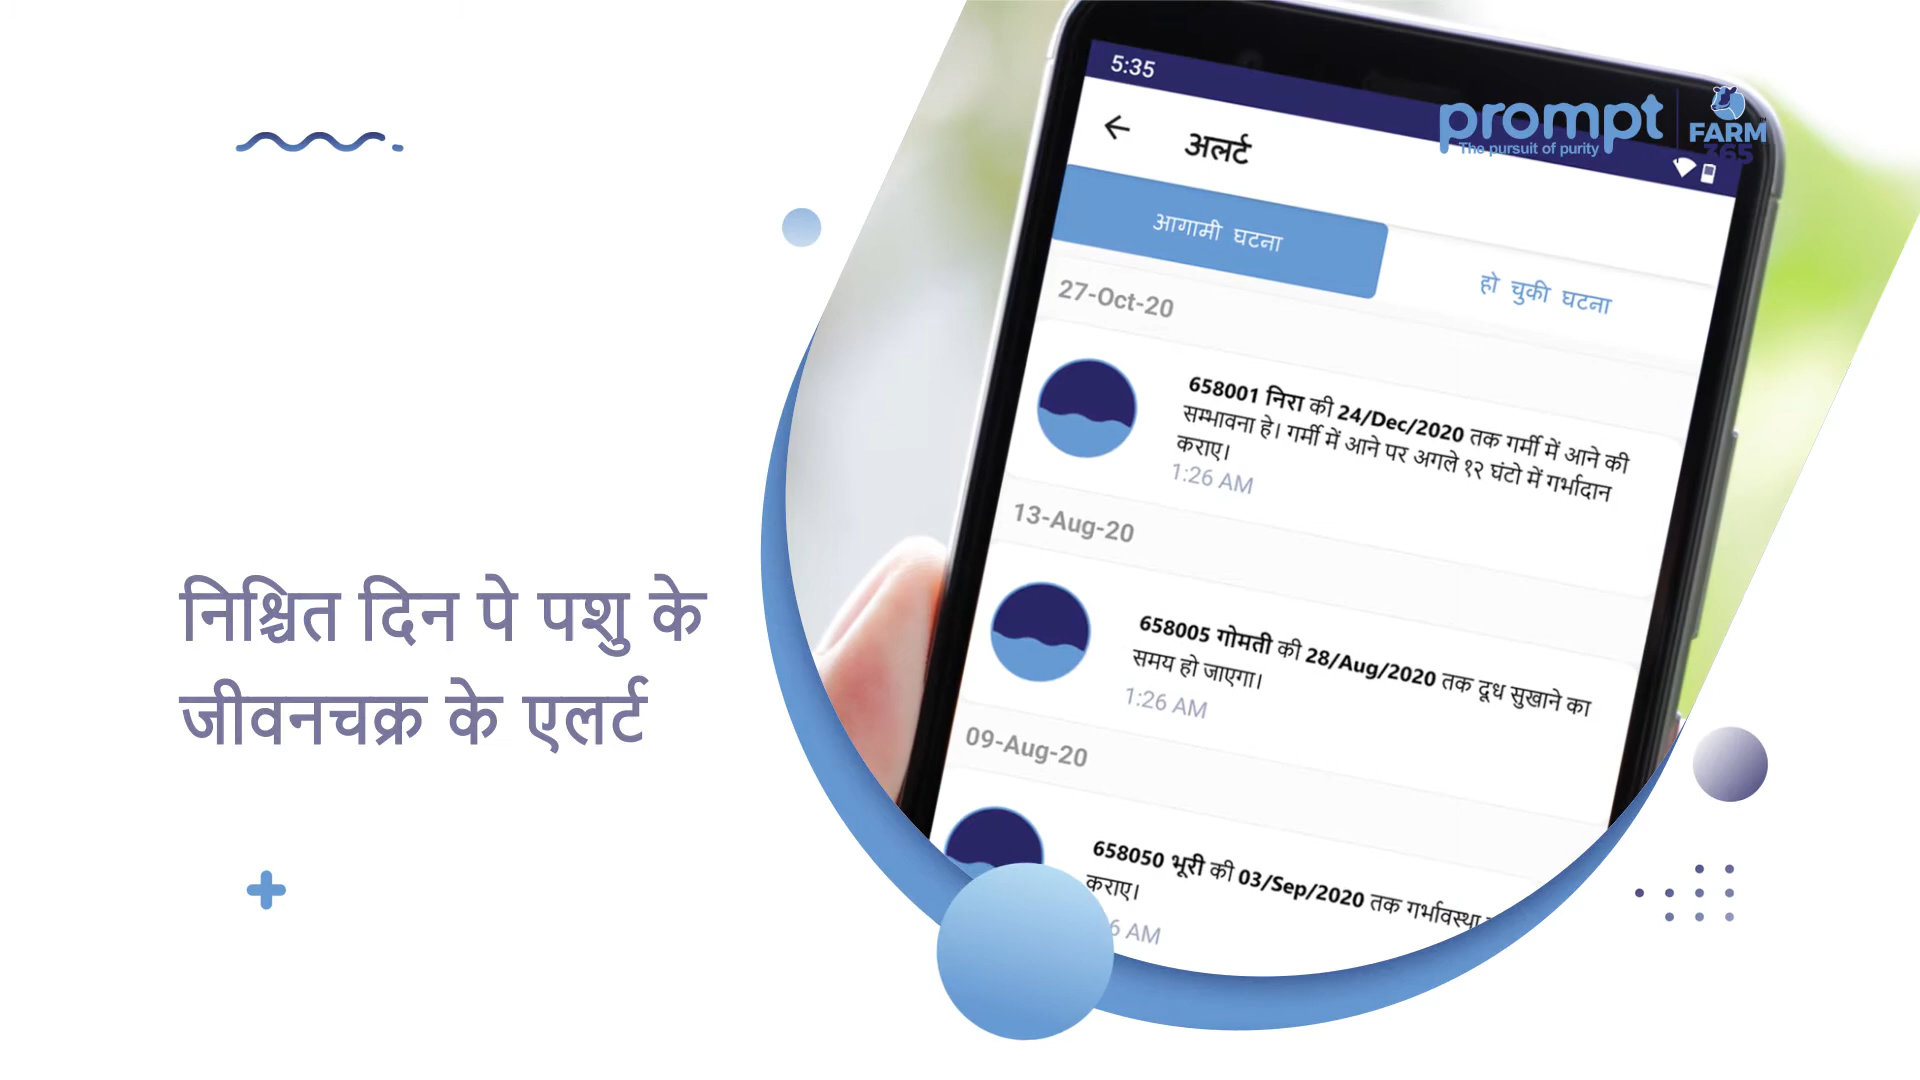 निश्चित दिन पे पशु के
जीवनचक्र के एलर्ट
5:35
prompt
The pursuit of purity
FARM
365
अलर्ट
आगामी घटना
हो चुकी घटना
27-Oct-20
658001 निरा की 24/Dec/2020 तक गर्मी में आने की
सम्भावना हे। गर्मी में आने पर अगले १२ घंटो में गर्भादान
कराए।
1:26 AM
13-Aug-20
658005 गोमती की 28/Aug/2020 तक दूध सुखाने का
समय हो जाएगा।
1:26 AM
09-Aug-20
658050 भूरी की 03/Sep/2020 तक गर्भावस्था
कराए।
6 AM